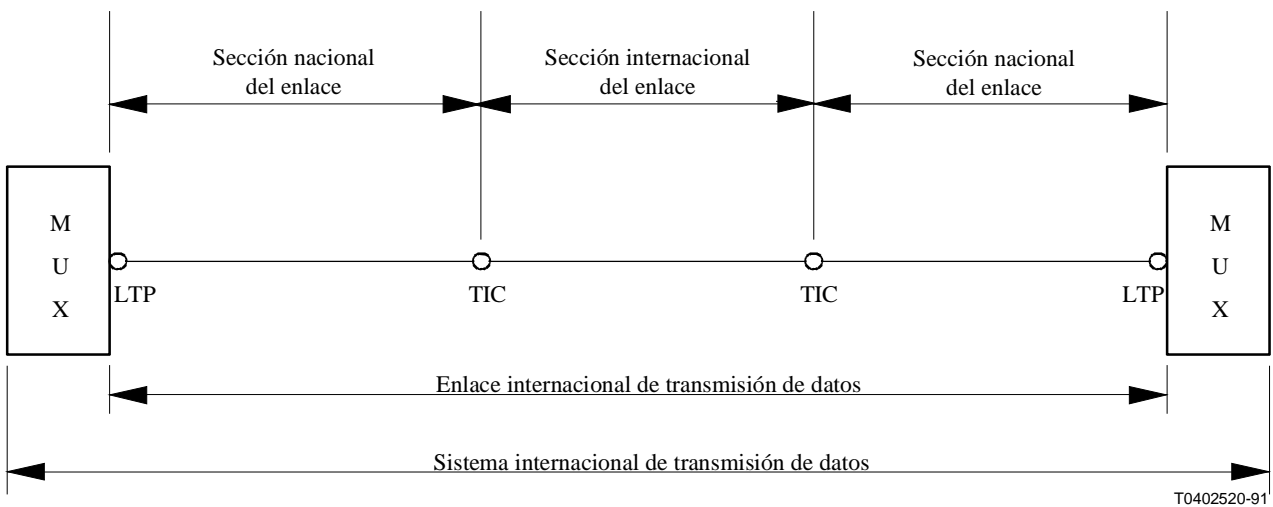 Sección nacional
del enlace
Sección internacional
del enlace
Sección nacional
del enlace
M
U
X
LTP
TIC
TIC
LTP
M
U
X
Enlace internacional de transmisión de datos
Sistema internacional de transmisión de datos
T0402520-91